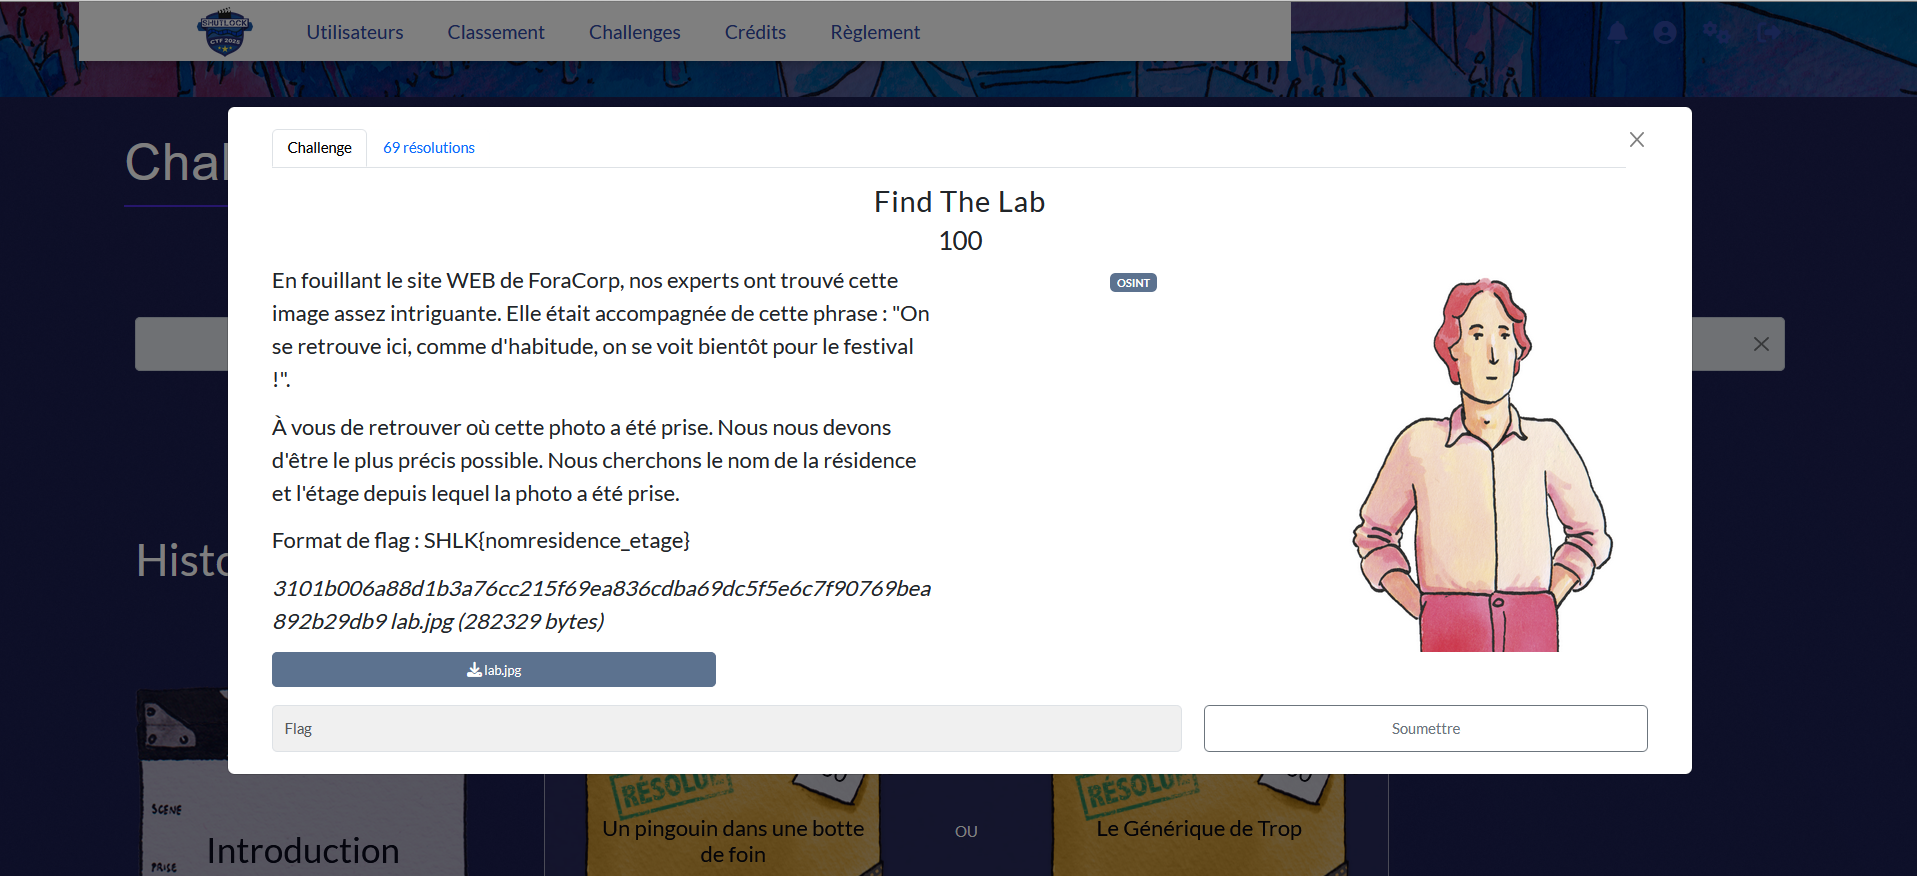 SHUTLOCK
CTF 2025
Utilisateurs
Classement
Challenges
Crédits
Règlement
Chal
Challenge
69 résolutions
Find The Lab
100
En fouillant le site WEB de ForaCorp, nos experts ont trouvé cette
image assez intriguante. Elle était accompagnée de cette phrase : "On
se retrouve ici, comme d'habitude, on se voit bientôt pour le festival
!".
OSINT
À vous de retrouver où cette photo a été prise. Nous nous devons
d'être le plus précis possible. Nous cherchons le nom de la résidence
et l'étage depuis lequel la photo a été prise.
Format de flag : SHLK{nomresidence_etage}
3101b006a88d1b3a76cc215f69ea836cdba69dc5f5e6c7f90769bea
892b29db9 lab.jpg (282329 bytes)
lab.jpg
Flag
Soumettre
Histo
SCENE
Introduction
PRISE
RÉSOLU
Un pingouin dans une botte
de foin
OU
RÉSOLU
Le Générique de Trop